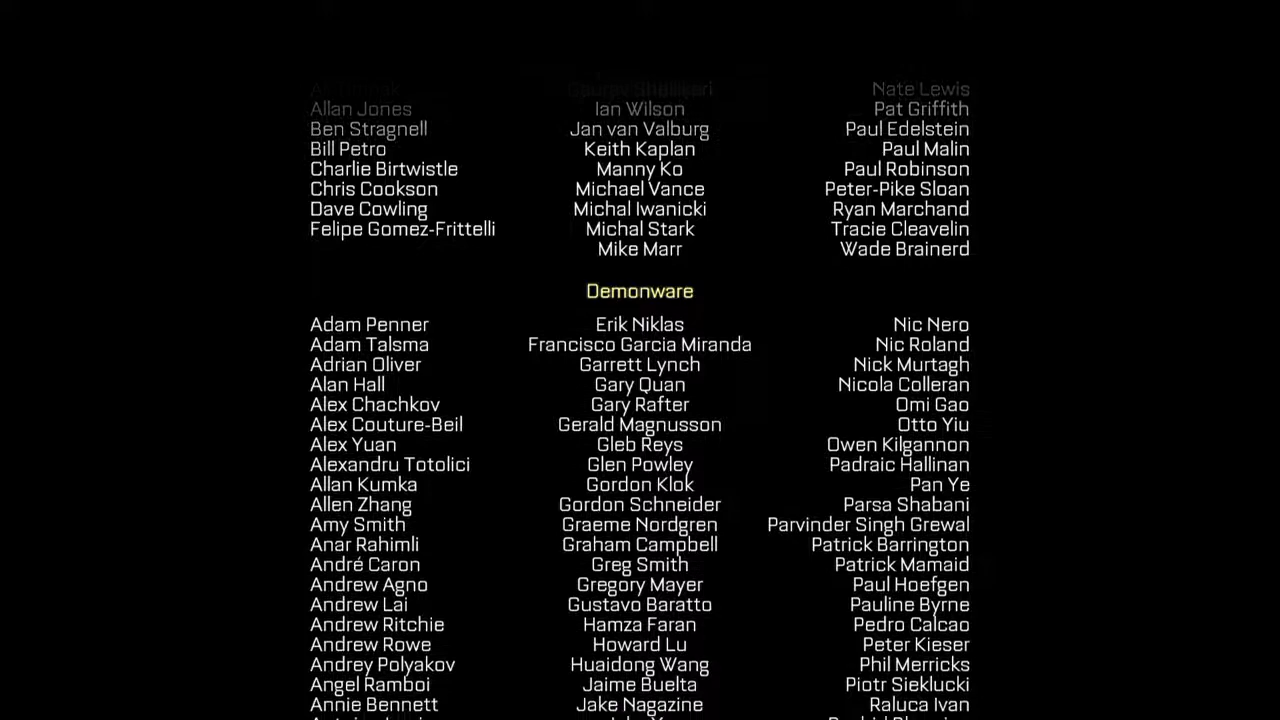 Nate Lewis
Allan Jones Ian Wilson Pat Griffith
Ben Stragnell Jan van Valburg Paul Edelstein
Bill Petro Keith Kaplan Paul Malin
Charlie Birtwistle Manny Ko Paul Robinson
Chris Cookson Michael Vance Peter-Pike Sloan
Dave Cowling Michal Iwanicki Ryan Marchand
Felipe Gomez-Frittelli Michal Stark Tracie Cleavelin
Mike Marr Wade Brainerd
Demonware
Adam Penner Erik Niklas Nic Nero
Adam Talsma Francisco Garcia Miranda Nic Roland
Adrian Oliver Garrett Lynch Nick Murtagh
Alan Hall Gary Quan Nicola Colleran
Alex Chachkov Gary Rafter Omi Gao
Alex Couture-Beil Gerald Magnusson Otto Yiu
Alex Yuan Gleb Reys Owen Kilgannon
Alexandru Totolici Glen Powley Padraic Hallinan
Allan Kumka Gordon Klok Pan Ye
Allen Zhang Gordon Schneider Parsa Shabani
Amy Smith Graeme Nordgren Parvinder Singh Grewal
Anar Rahimli Graham Campbell Patrick Barrington
André Caron Greg Smith Patrick Mamaid
Andrew Agno Gregory Mayer Paul Hoefgen
Andrew Lai Gustavo Baratto Pauline Byrne
Andrew Ritchie Hamza Faran Pedro Calcao
Andrew Rowe Howard Lu Peter Kieser
Andrey Polyakov Huaidong Wang Phil Merricks
Angel Ramboi Jaime Buelta Piotr Sieklucki
Annie Bennett Jake Nagazine Raluca Ivan